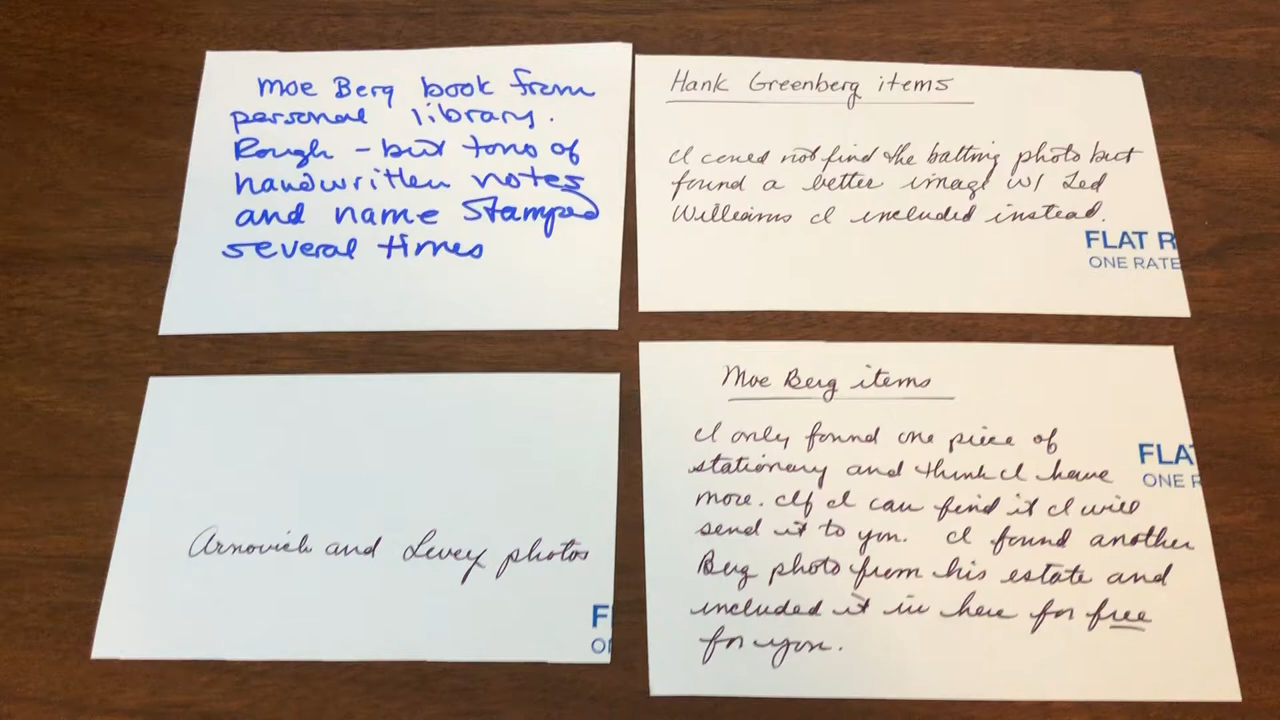 Moe Berg book from
personal library.
Rough - but tons of
handwritten notes
and name stamped
several times
Hank Greenberg items
I could not find the batting photo but
found a better image w/ Ted
Williams I included instead.
FLAT R
ONE RATE
Arnovich and Levey photos
F
O
Moe Berg items
I only found one piece of
stationary and think I have
more. If I can find it I will
send it to you. I found another
Berg photo from his estate and
included it in here for free
for you.
FLA
ONE R